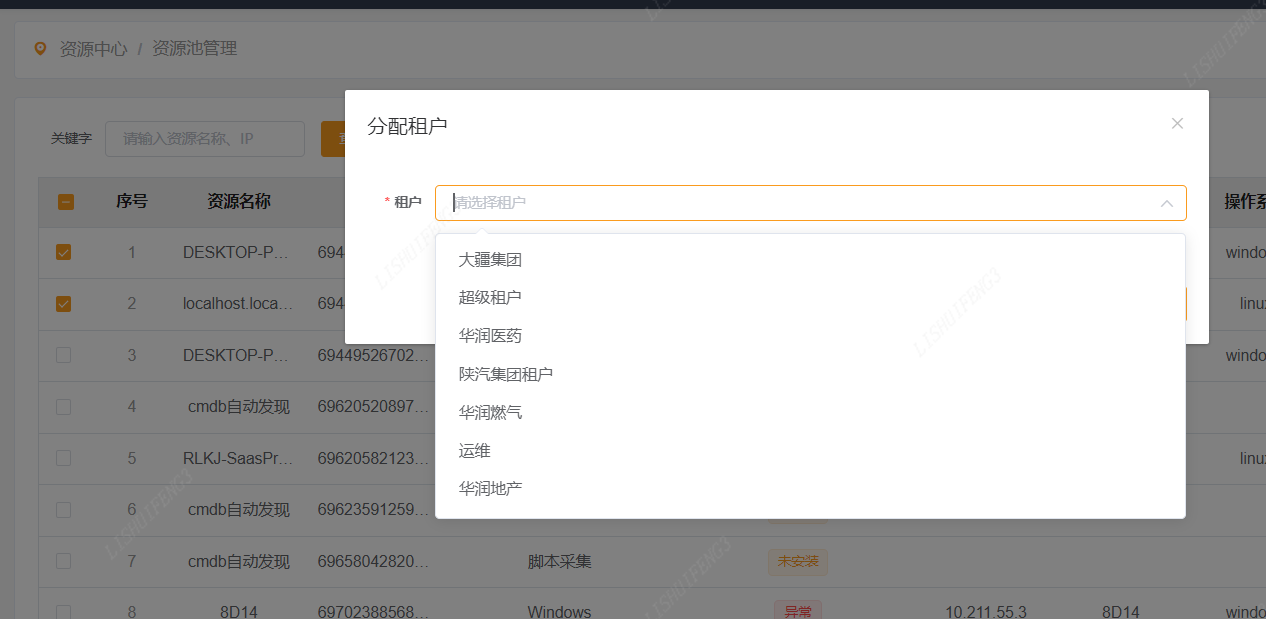 资源中心 / 资源池管理
关键字 请输入资源名称、IP
分配租户
* 租户 请选择租户
大疆集团
超级租户
华润医药
陕汽集团租户
华润燃气
运维
华润地产
序号 资源名称
1 DESKTOP-P... 694 windo
2 localhost.loca... 694 linu
3 DESKTOP-P... 69449526702... windo
4 cmdb自动发现 69620520897...
5 RLKJ-SaasPr... 69620582123... linu
6 cmdb自动发现 69623591259...
7 cmdb自动发现 69658042820... 脚本采集 未安装
8 8D14 69702388568... Windows 异常 10.211.55.3 8D14 windo
LISHUIFENG3